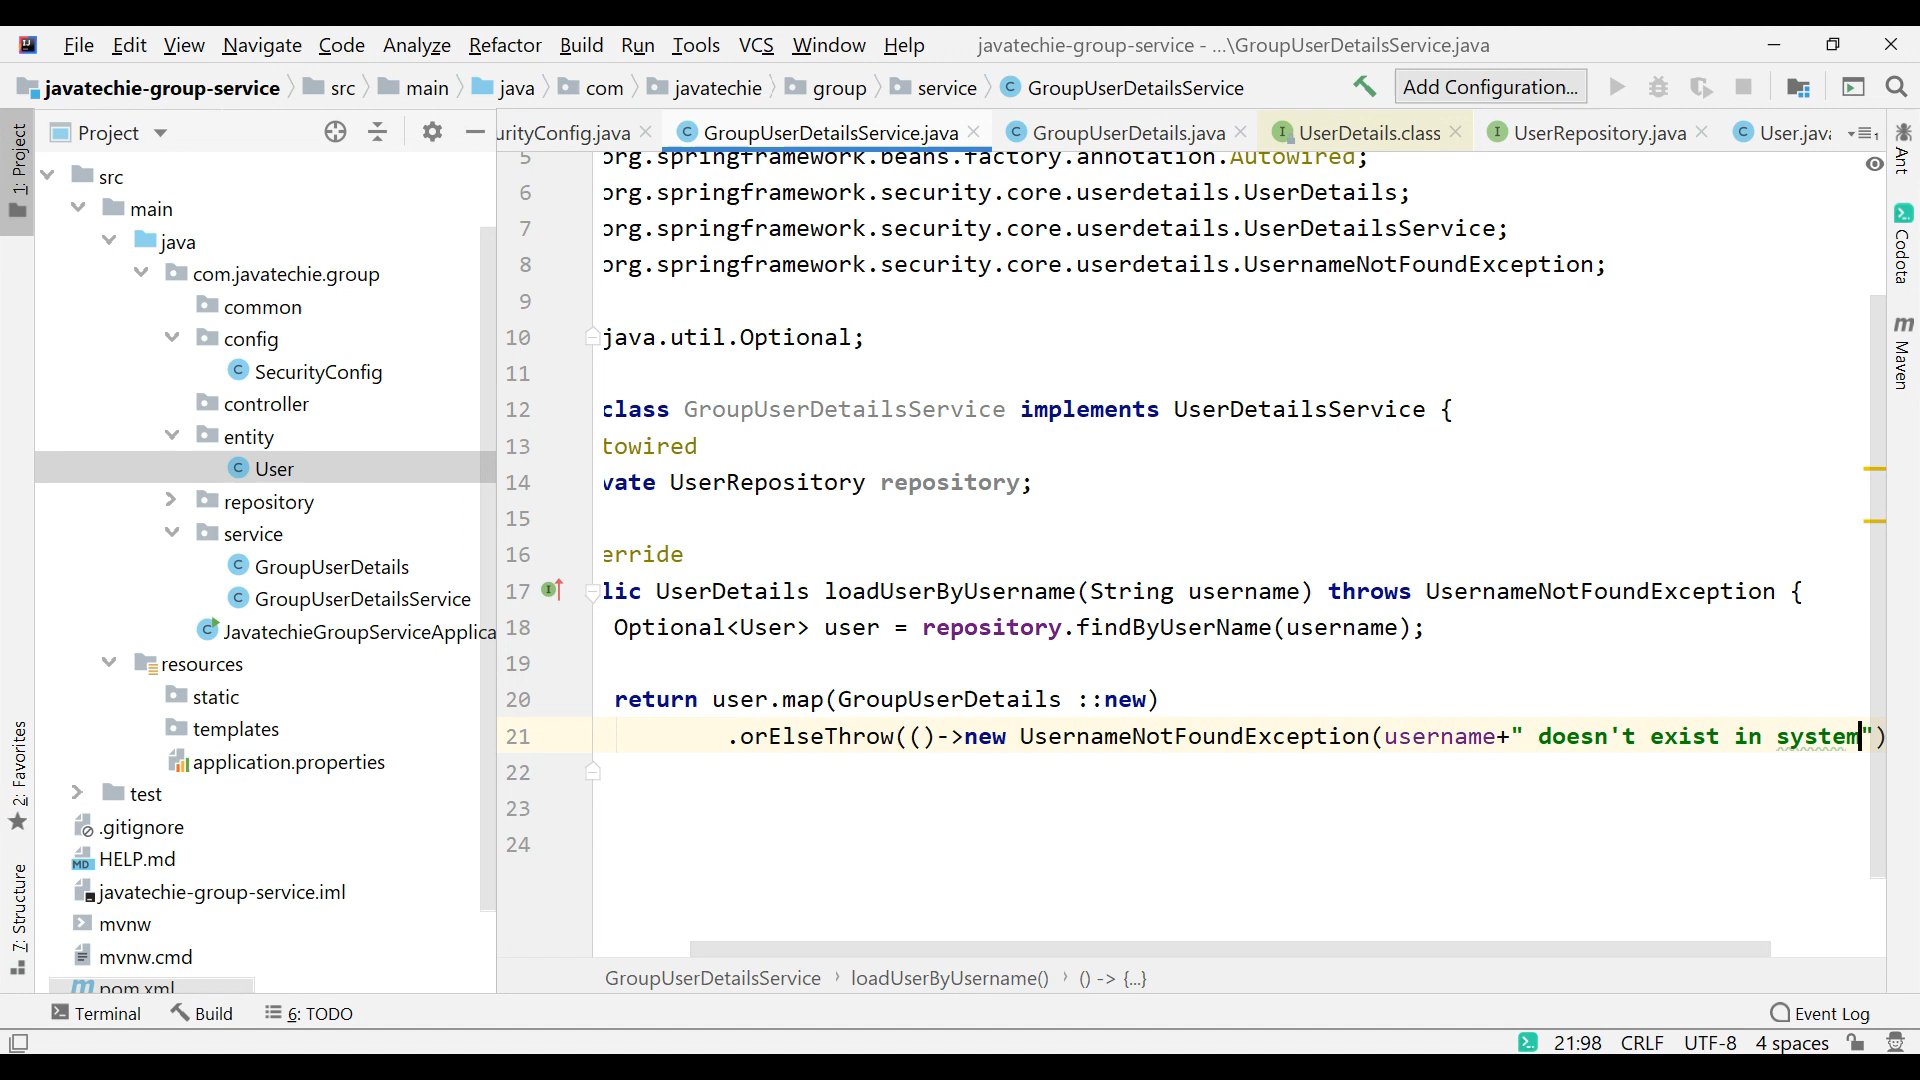 File Edit View Navigate Code Analyze Refactor Build Run Tools VCS Window Help javatechie-group-service - ...\GroupUserDetailsService.java
javatechie-group-service src main java com javatechie group service GroupUserDetailsService Add Configuration...
Project
urityConfig.java GroupUserDetailsService.java GroupUserDetails.java UserDetails.class UserRepository.java User.java
1: Project
2: Favorites
7: Structure
src
main
java
com.javatechie.group
common
config
SecurityConfig
controller
entity
User
repository
service
GroupUserDetails
GroupUserDetailsService
JavatechieGroupServiceApplica
resources
static
templates
application.properties
test
.gitignore
HELP.md
javatechie-group-service.iml
mvnw
mvnw.cmd
pom.xml
5 org.springframework.beans.factory.annotation.Autowired;
6 org.springframework.security.core.userdetails.UserDetails;
7 org.springframework.security.core.userdetails.UserDetailsService;
8 org.springframework.security.core.userdetails.UsernameNotFoundException;
9
10 java.util.Optional;
11
12 class GroupUserDetailsService implements UserDetailsService {
13 towired
14 vate UserRepository repository;
15
16 erride
17 lic UserDetails loadUserByUsername(String username) throws UsernameNotFoundException {
18 Optional<User> user = repository.findByUserName(username);
19
20 return user.map(GroupUserDetails ::new)
21 .orElseThrow(()->new UsernameNotFoundException(username+" doesn't exist in system")
22
23
24
GroupUserDetailsService › loadUserByUsername() › () -> {...}
Ant
Codota
Maven
Terminal Build 6: TODO Event Log
21:98 CRLF UTF-8 4 spaces